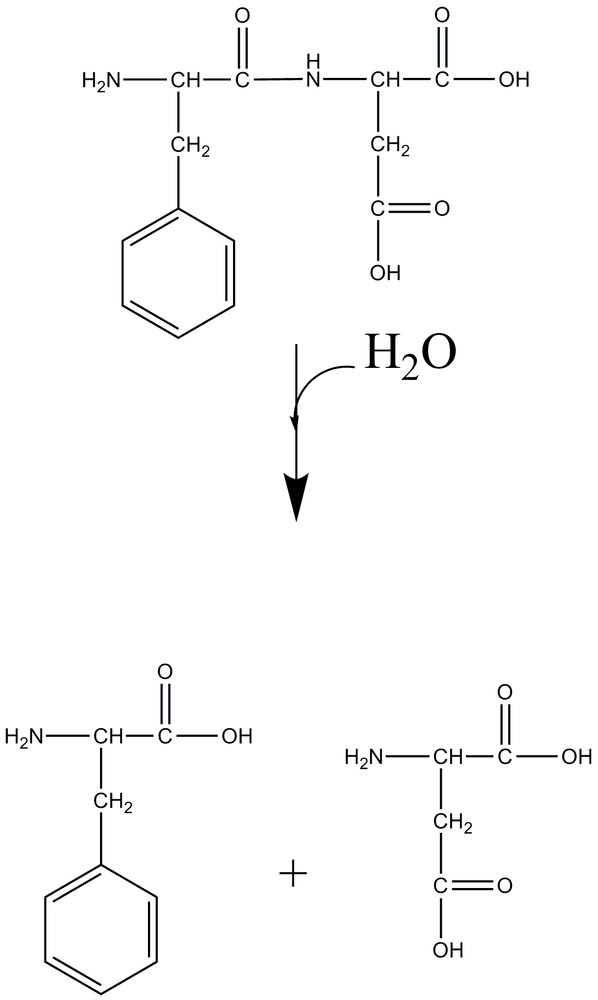 O O
H
H₂N CH C N CH C OH
CH₂ CH₂
C O
OH
H₂O
O
O
H₂N CH C OH
H₂N CH C OH
CH₂
CH₂
+
C O
OH